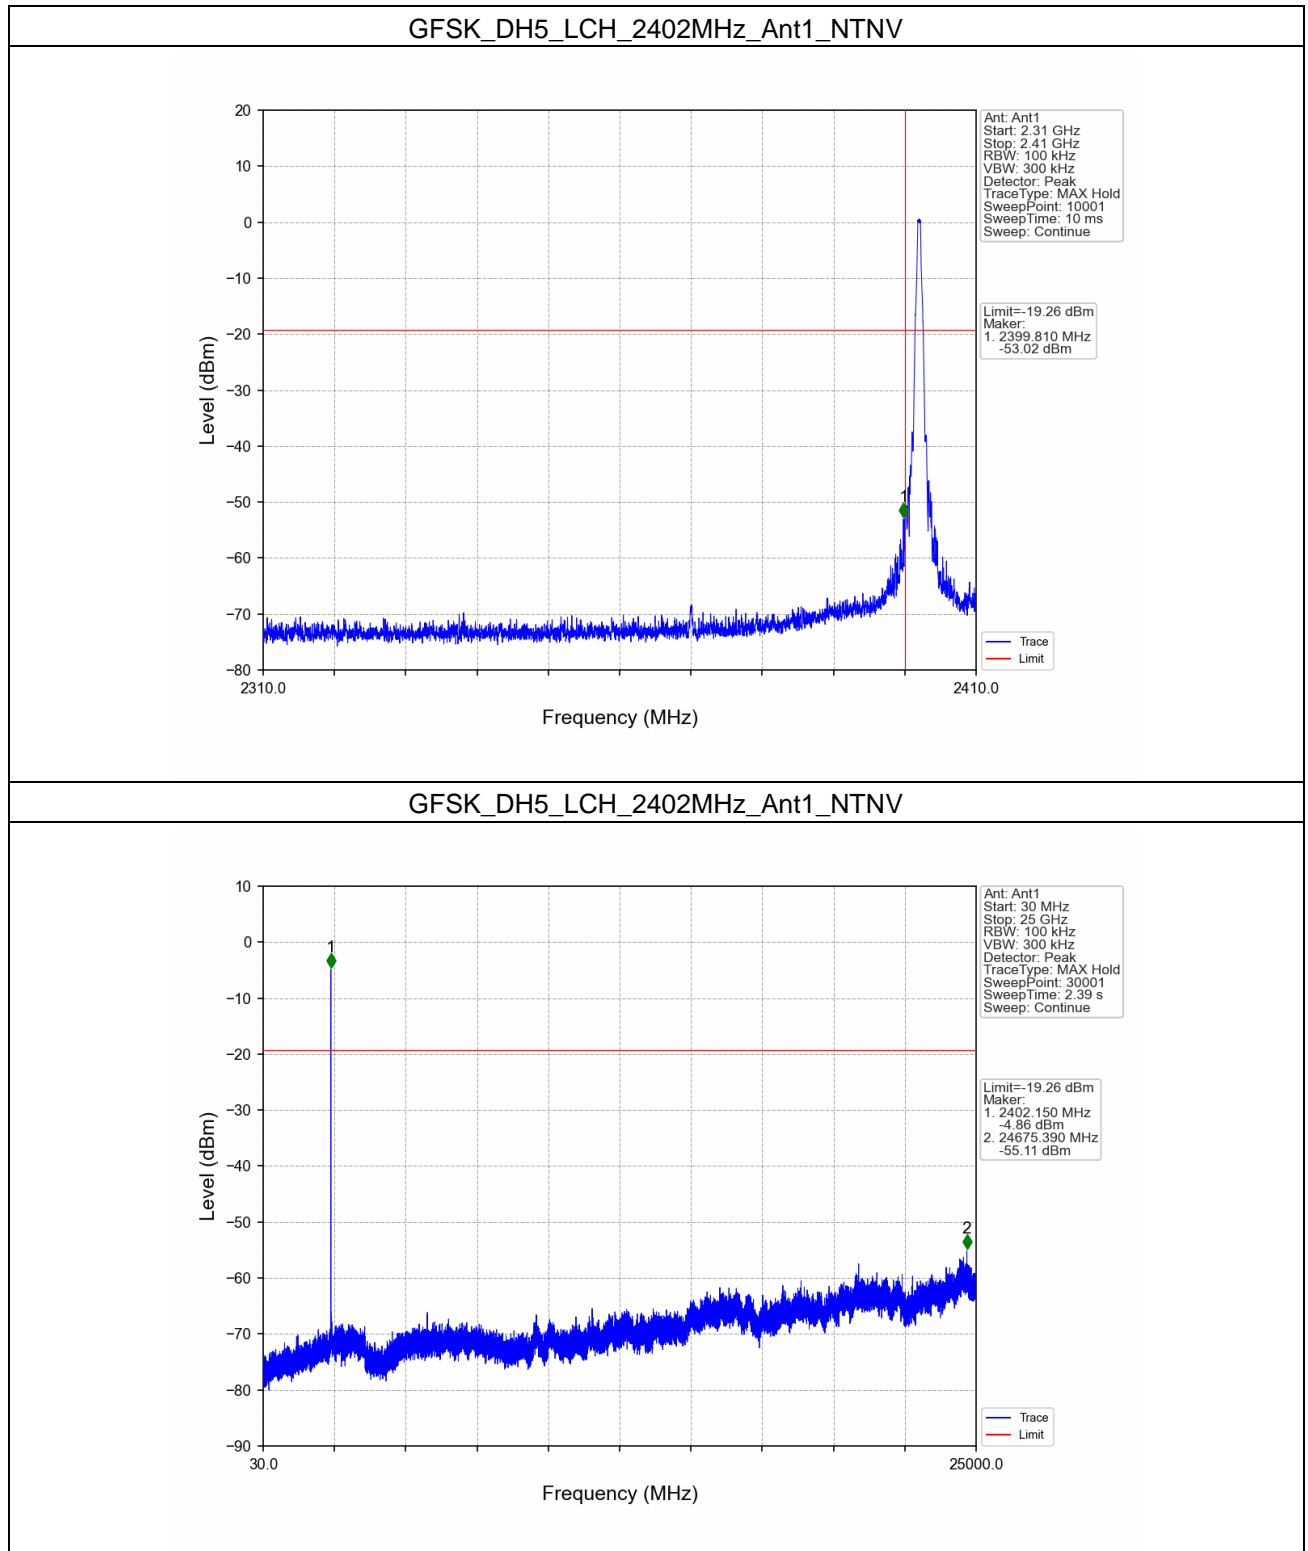 GFSK_DH5_LCH_2402MHz_Ant1_NTNV
20
10
0
−10
−20
−30
−40
−50
−60
−70
−80
Level (dBm)
2310.0
2410.0
Frequency (MHz)
1
Ant: Ant1
Start: 2.31 GHz
Stop: 2.41 GHz
RBW: 100 kHz
VBW: 300 kHz
Detector: Peak
TraceType: MAX Hold
SweepPoint: 10001
SweepTime: 10 ms
Sweep: Continue
Limit=-19.26 dBm
Maker:
1. 2399.810 MHz
-53.02 dBm
Trace
Limit
GFSK_DH5_LCH_2402MHz_Ant1_NTNV
10
0
−10
−20
−30
−40
−50
−60
−70
−80
−90
Level (dBm)
30.0
25000.0
Frequency (MHz)
1
2
Ant: Ant1
Start: 30 MHz
Stop: 25 GHz
RBW: 100 kHz
VBW: 300 kHz
Detector: Peak
TraceType: MAX Hold
SweepPoint: 30001
SweepTime: 2.39 s
Sweep: Continue
Limit=-19.26 dBm
Maker:
1. 2402.150 MHz
-4.86 dBm
2. 24675.390 MHz
-55.11 dBm
Trace
Limit